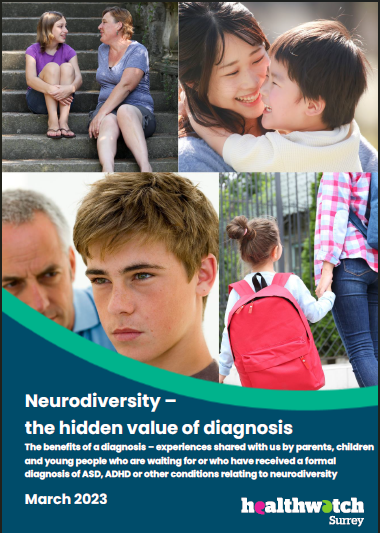 Neurodiversity –
the hidden value of diagnosis
The benefits of a diagnosis – experiences shared with us by parents, children
and young people who are waiting for or who have received a formal
diagnosis of ASD, ADHD or other conditions relating to neurodiversity
March 2023
healthwatch
Surrey